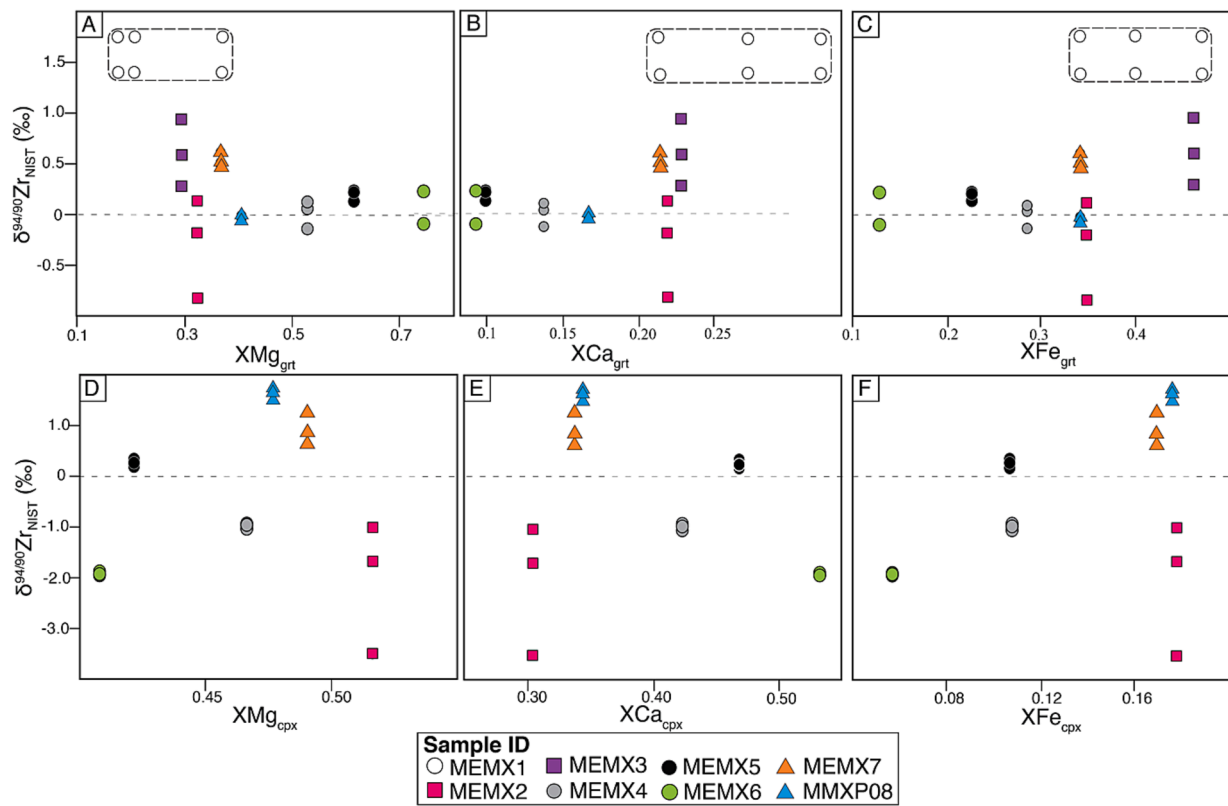 A
B
C
1.5
1.0
0.5
0
-0.5
δ94/90ZrNIST (‰)
0.1 0.3 0.5 0.7
XMggrt
0.1 0.15 0.20 0.25
XCagrt
0.1 0.2 0.3 0.4
XFegrt
D
E
F
1.0
0
-1.0
-2.0
-3.0
δ94/90ZrNIST (‰)
0.45 0.50
XMgcpx
0.30 0.40 0.50
XCacpx
0.08 0.12 0.16
XFecpx
Sample ID
MEMX1 MEMX3 MEMX5 MEMX7
MEMX2 MEMX4 MEMX6 MMXP08